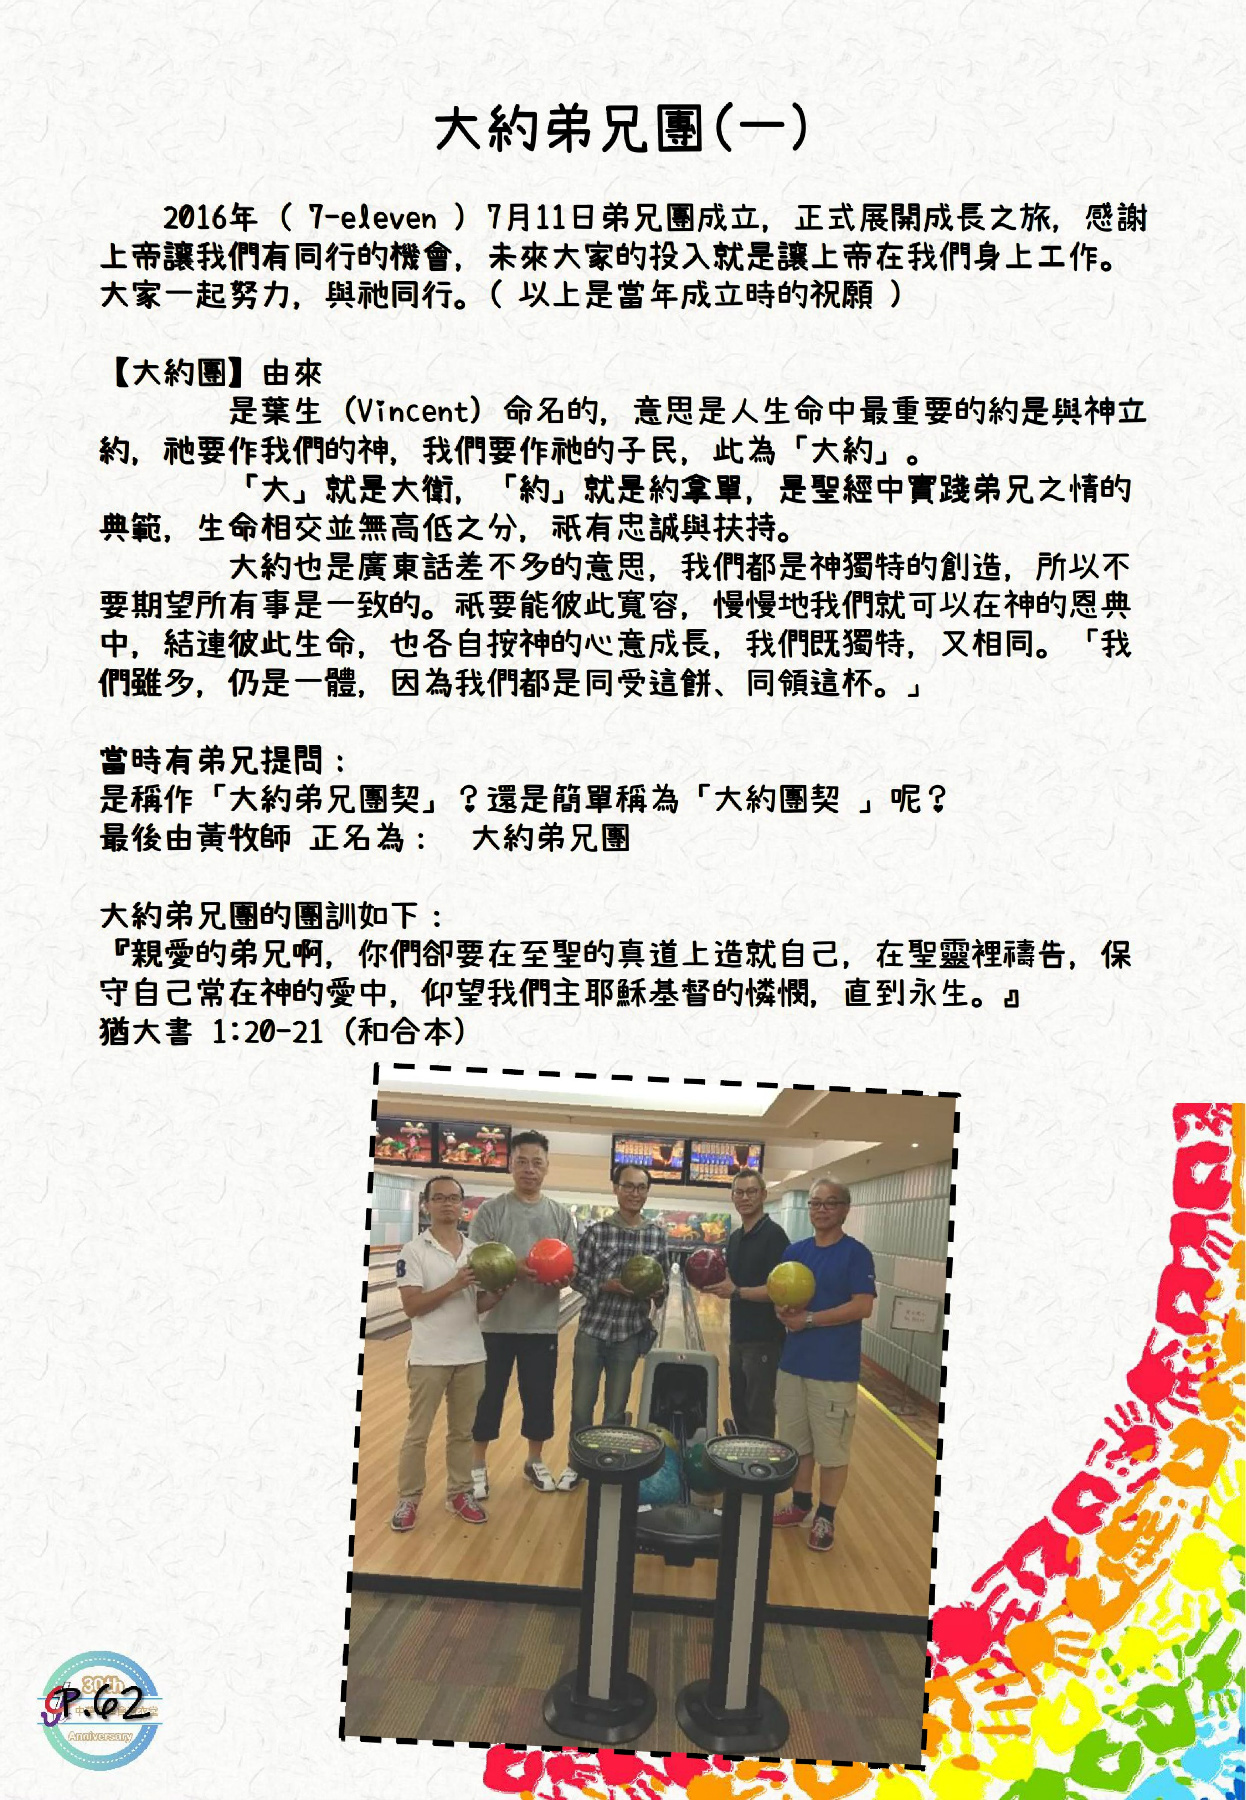 大約弟兄團(一)
2016年 ( 7-eleven ) 7月11日弟兄團成立，正式展開成長之旅，感謝
上帝讓我們有同行的機會，未來大家的投入就是讓上帝在我們身上工作。
大家一起努力，與祂同行。( 以上是當年成立時的祝願 )
【大約團】由來
是葉生 (Vincent) 命名的，意思是人生命中最重要的約是與神立
約，祂要作我們的神，我們要作祂的子民，此為「大約」。
「大」就是大衛，「約」就是約拿單，是聖經中實踐弟兄之情的
典範，生命相交並無高低之分，祇有忠誠與扶持。
大約也是廣東話差不多的意思，我們都是神獨特的創造，所以不
要期望所有事是一致的。祇要能彼此寬容，慢慢地我們就可以在神的恩典
中，結連彼此生命，也各自按神的心意成長，我們既獨特，又相同。「我
們雖多，仍是一體，因為我們都是同受這餅、同領這杯。」
當時有弟兄提問：
是稱作「大約弟兄團契」？還是簡單稱為「大約團契 」呢？
最後由黃牧師 正名為： 大約弟兄團
大約弟兄團的團訓如下：
『親愛的弟兄啊，你們卻要在至聖的真道上造就自己，在聖靈裡禱告，保
守自己常在神的愛中，仰望我們主耶穌基督的憐憫，直到永生。』
猶大書 1:20-21 (和合本)
30th
P.62
Anniversary